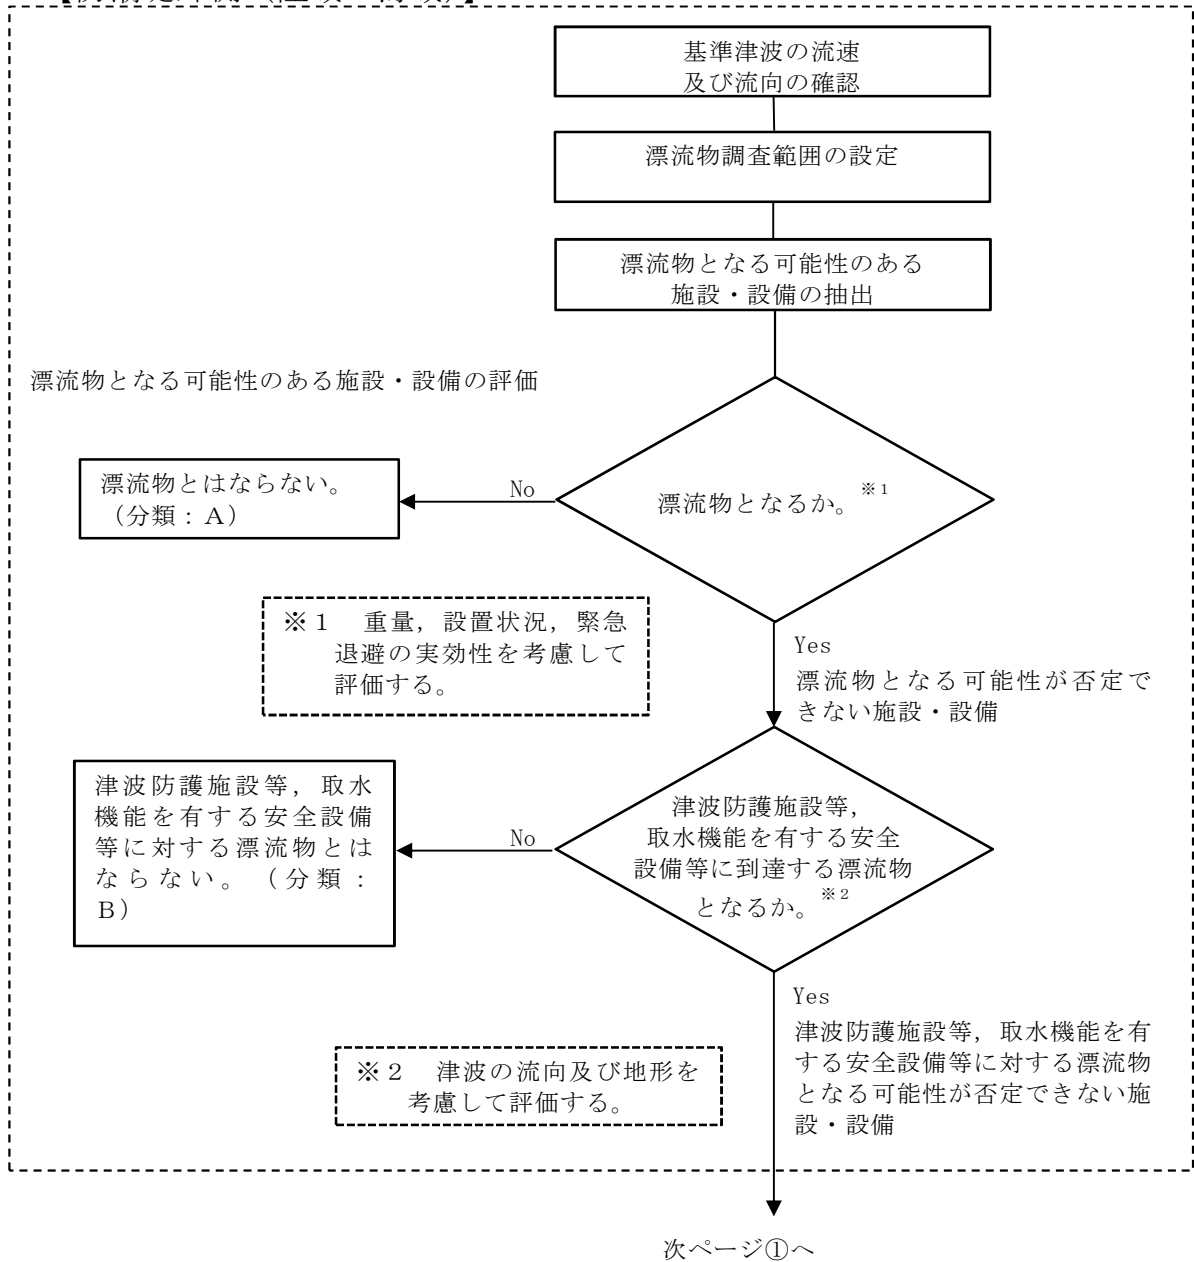 基準津波の流速
及び流向の確認
漂流物調査範囲の設定
漂流物となる可能性のある
施設・設備の抽出
漂流物となる可能性のある施設・設備の評価
漂流物とはならない。
（分類：Ａ）
No
漂流物となるか。※１
※１　重量，設置状況，緊急
退避の実効性を考慮して
評価する。
Yes
漂流物となる可能性が否定で
きない施設・設備
津波防護施設等，取水
機能を有する安全設備
等に対する漂流物とは
ならない。（分類：
Ｂ）
No
津波防護施設等，
取水機能を有する安全
設備等に到達する漂流物
となるか。※２
Yes
津波防護施設等，取水機能を有
する安全設備等に対する漂流物
となる可能性が否定できない施
設・設備
※２　津波の流向及び地形を
考慮して評価する。
次ページ①へ